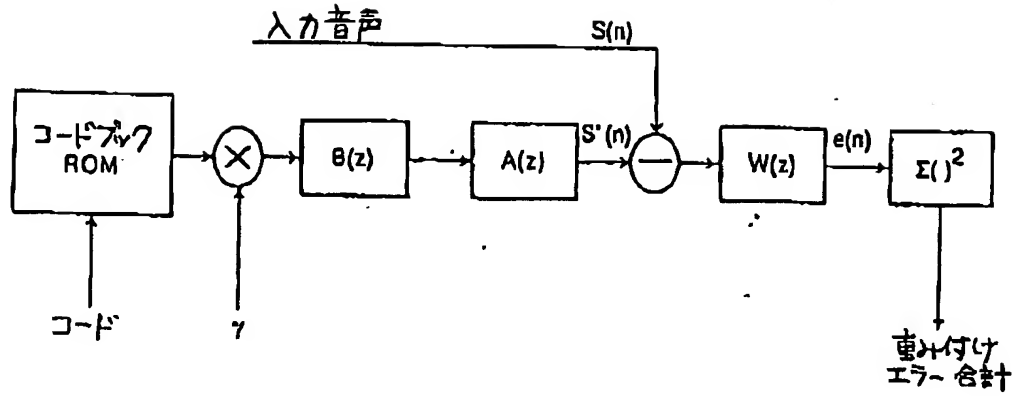 入力音声
S(n)
コードブック
ROM
×
B(z)
A(z)
S'(n)
−
W(z)
e(n)
Σ( )²
コード
γ
重み付け
エラー合計